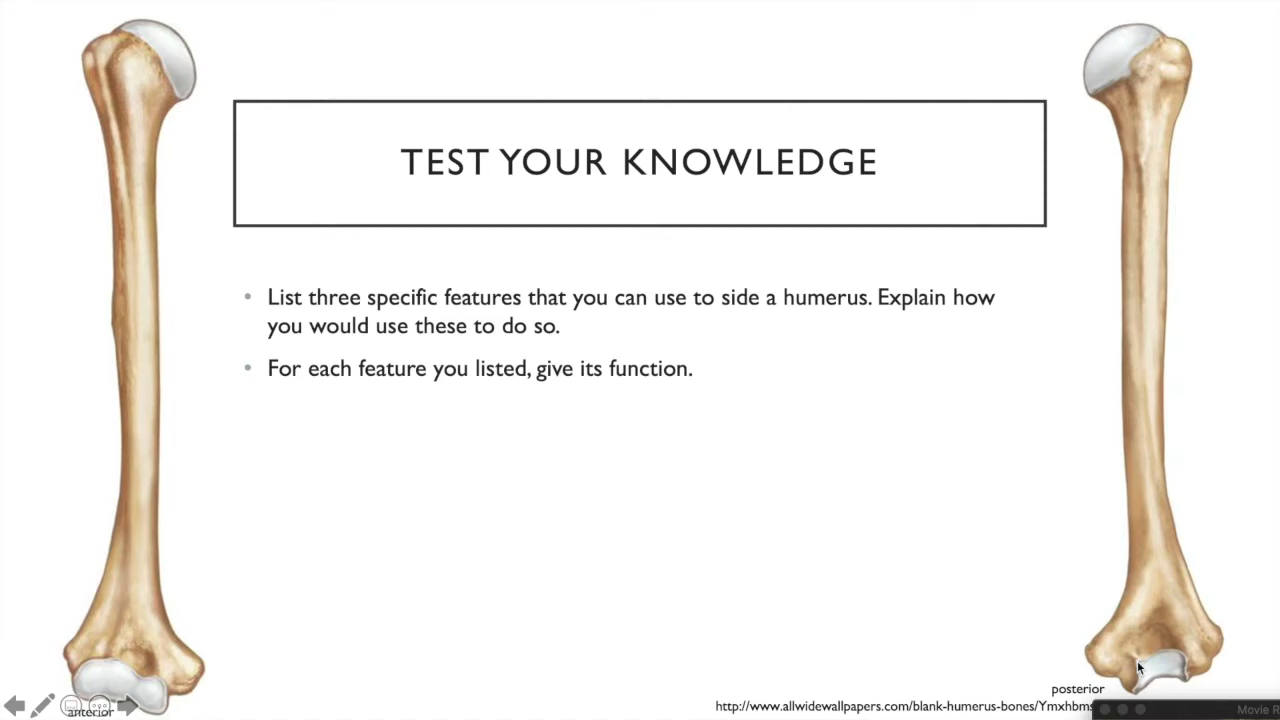 TEST YOUR KNOWLEDGE
• List three specific features that you can use to side a humerus. Explain how
you would use these to do so.
• For each feature you listed, give its function.
anterior
posterior
http://www.allwidewallpapers.com/blank-humerus-bones/Ymxhbms
Movie R